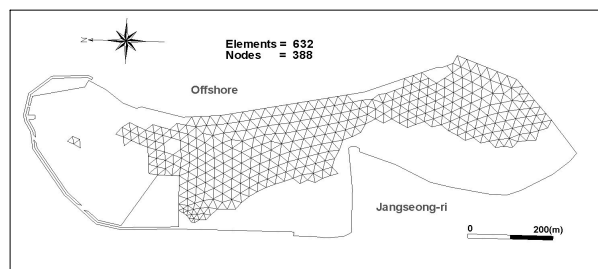 N
Elements = 632
Nodes = 388
Offshore
Jangseong-ri
0 200(m)